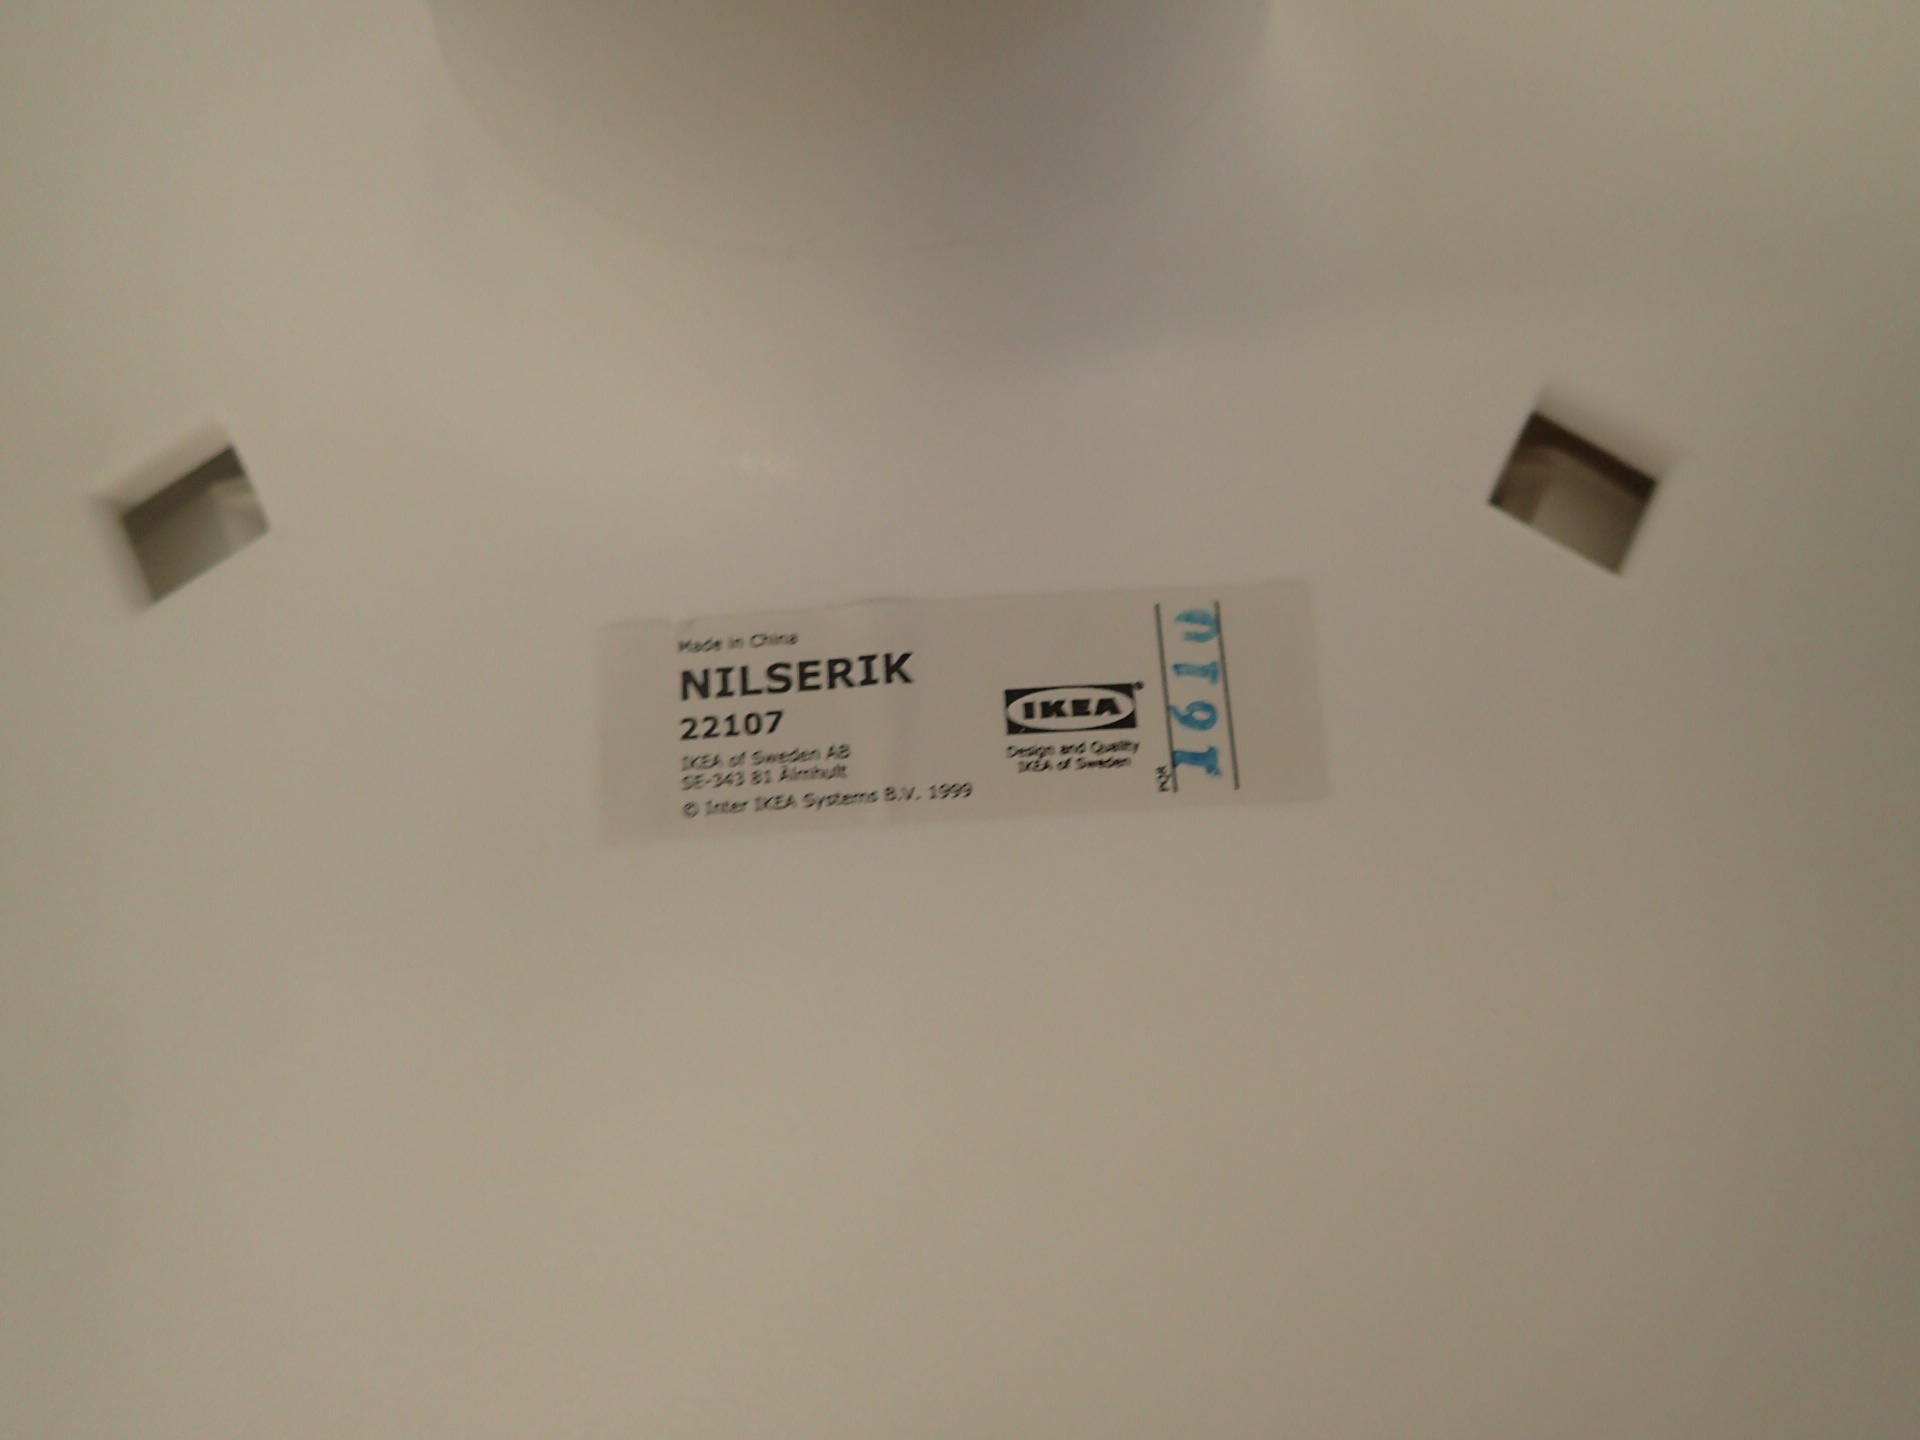 Made in China
NILSERIK
22107
IKEA of Sweden AB
SE-343 81 Älmhult
© Inter IKEA Systems B.V. 1999
IKEA
Design and Quality
IKEA of Sweden